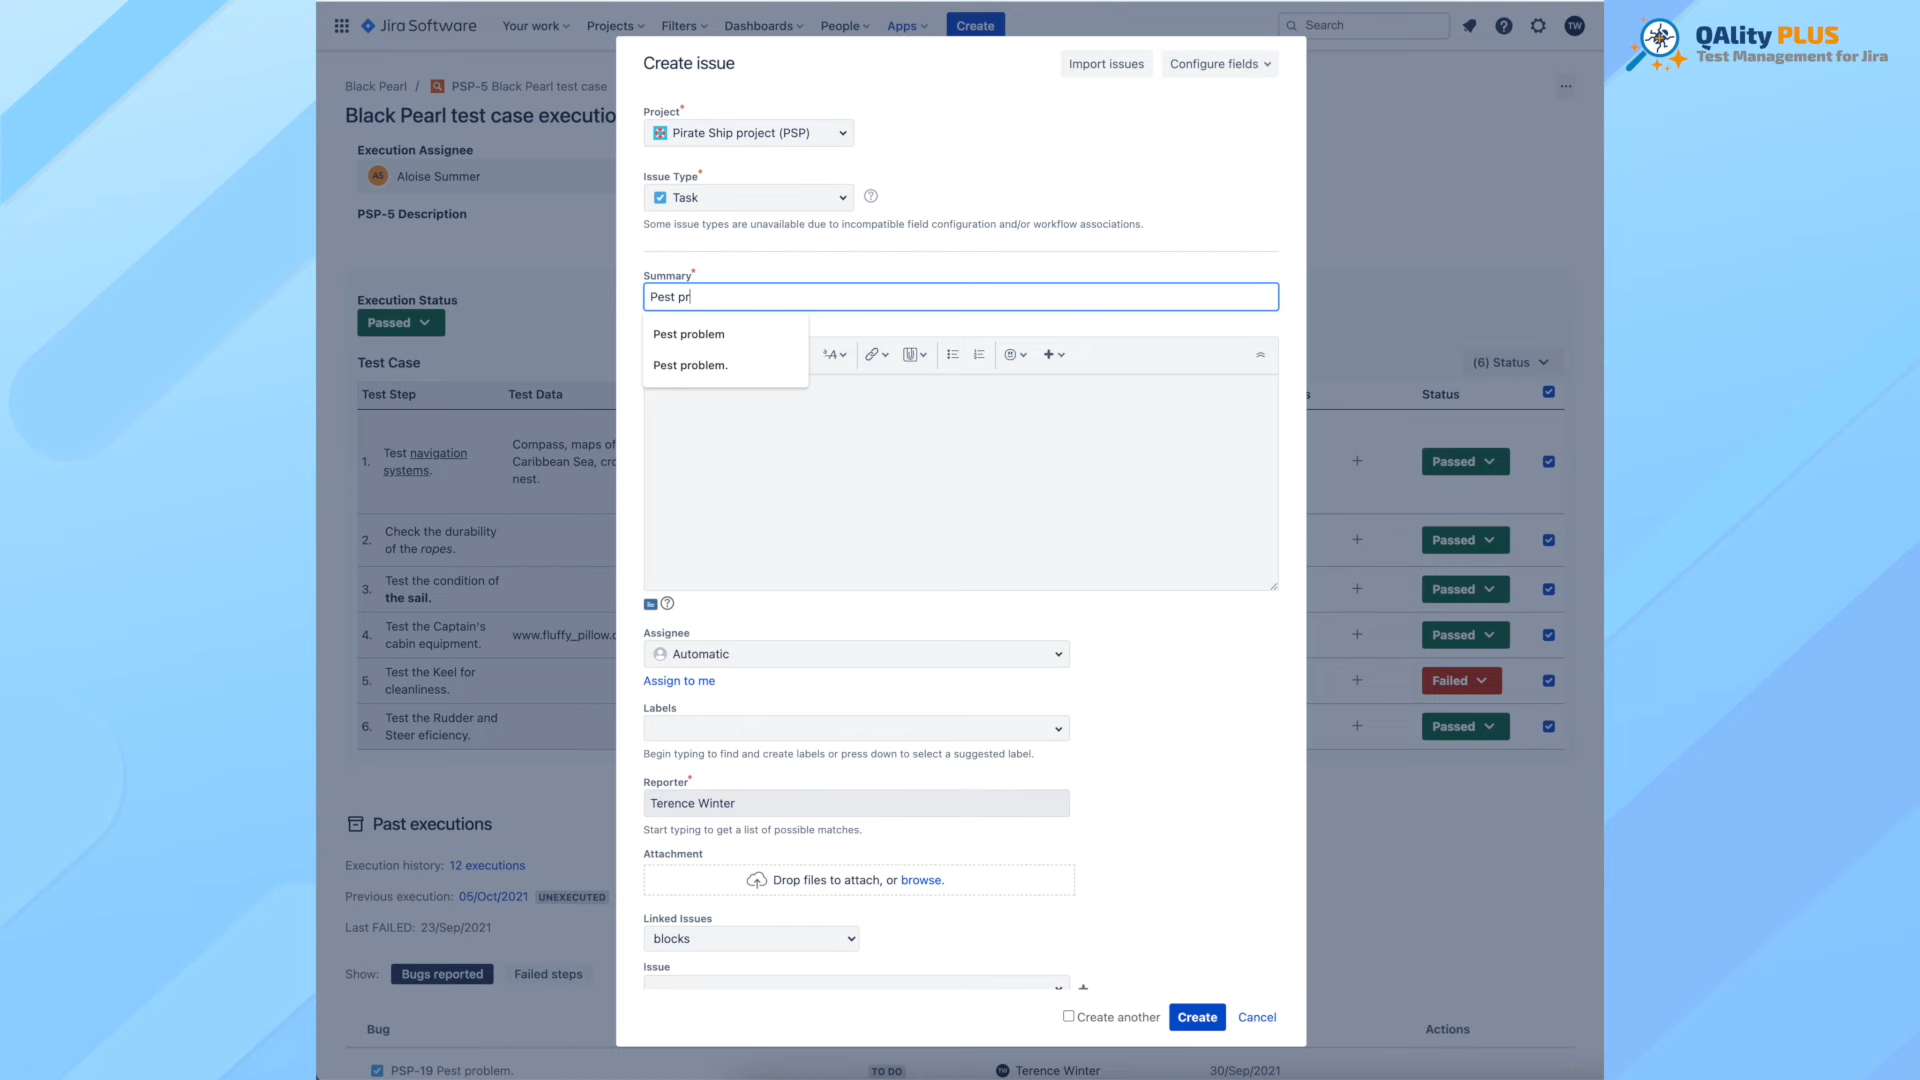 Jira Software
Your work
Projects
Filters
Dashboards
People
Apps
Create
Search
TW
QAlity PLUS
Test Management for Jira
Black Pearl / PSP-5 Black Pearl test case
Black Pearl test case executio
Execution Assignee
AS Aloise Summer
PSP-5 Description
Execution Status
Passed
Test Case
(6) Status
Test Step
Test Data
Status
1. Test navigation systems.
Compass, maps of
Caribbean Sea, cro
nest.
Passed
2. Check the durability
of the ropes.
Passed
3. Test the condition of
the sail.
Passed
4. Test the Captain's
cabin equipment.
www.fluffy_pillow.c
Passed
5. Test the Keel for
cleanliness.
Failed
6. Test the Rudder and
Steer eficiency.
Passed
Past executions
Execution history: 12 executions
Previous execution: 05/Oct/2021 UNEXECUTED
Last FAILED: 23/Sep/2021
Show: Bugs reported Failed steps
Bug
Actions
PSP-19 Pest problem.
TO DO
TW Terence Winter
30/Sep/2021
Create issue
Import issues
Configure fields
Project*
Pirate Ship project (PSP)
Issue Type*
Task
Some issue types are unavailable due to incompatible field configuration and/or workflow associations.
Summary*
Pest pr
Pest problem
Pest problem.
Assignee
Automatic
Assign to me
Labels
Begin typing to find and create labels or press down to select a suggested label.
Reporter*
Terence Winter
Start typing to get a list of possible matches.
Attachment
Drop files to attach, or browse.
Linked Issues
blocks
Issue
Create another
Create
Cancel